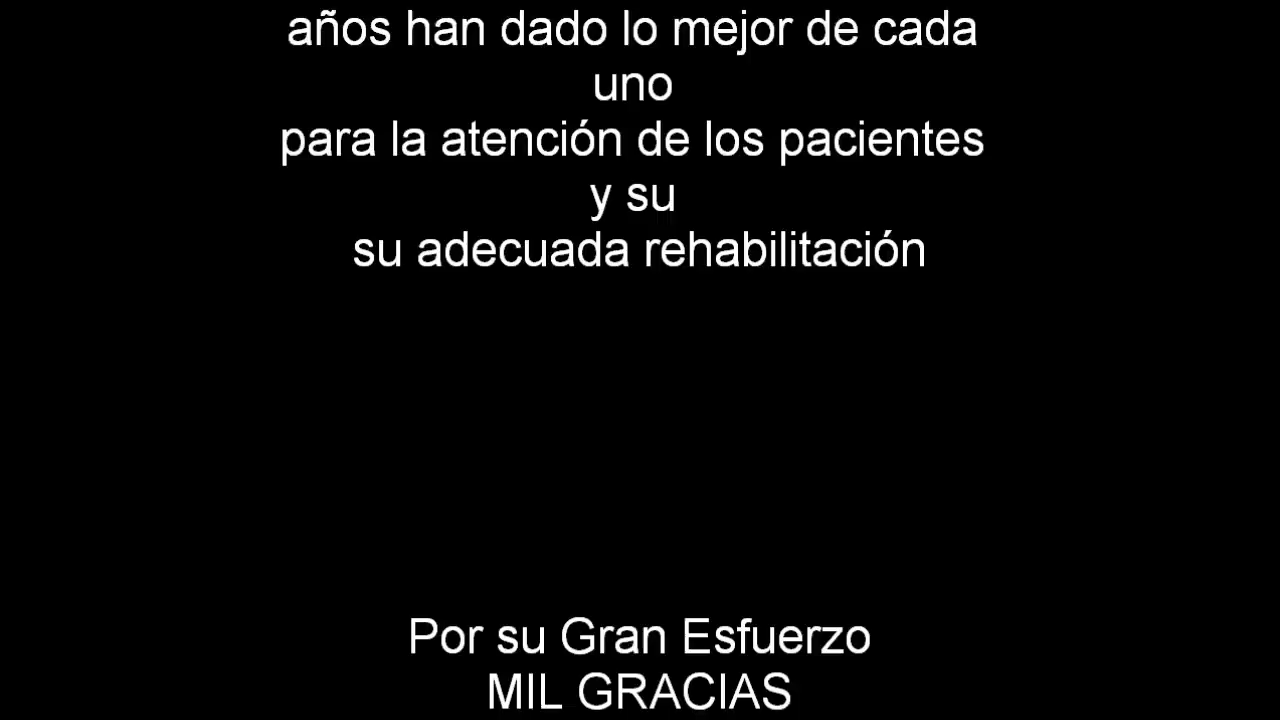 años han dado lo mejor de cada
uno
para la atención de los pacientes
y su
su adecuada rehabilitación
Por su Gran Esfuerzo
MIL GRACIAS